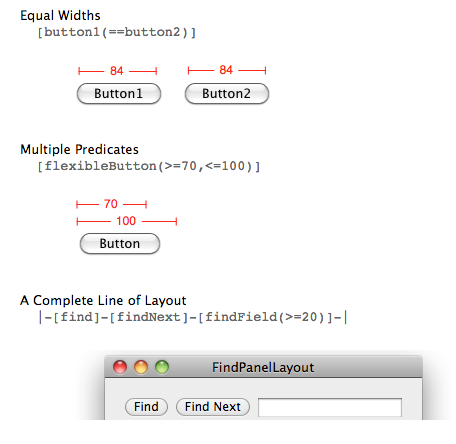 Equal Widths
[button1(==button2)]
84 84
Button1 Button2
Multiple Predicates
[flexibleButton(>=70,<=100)]
70
100
Button
A Complete Line of Layout
|-[find]-[findNext]-[findField(>=20)]-|
FindPanelLayout
Find Find Next